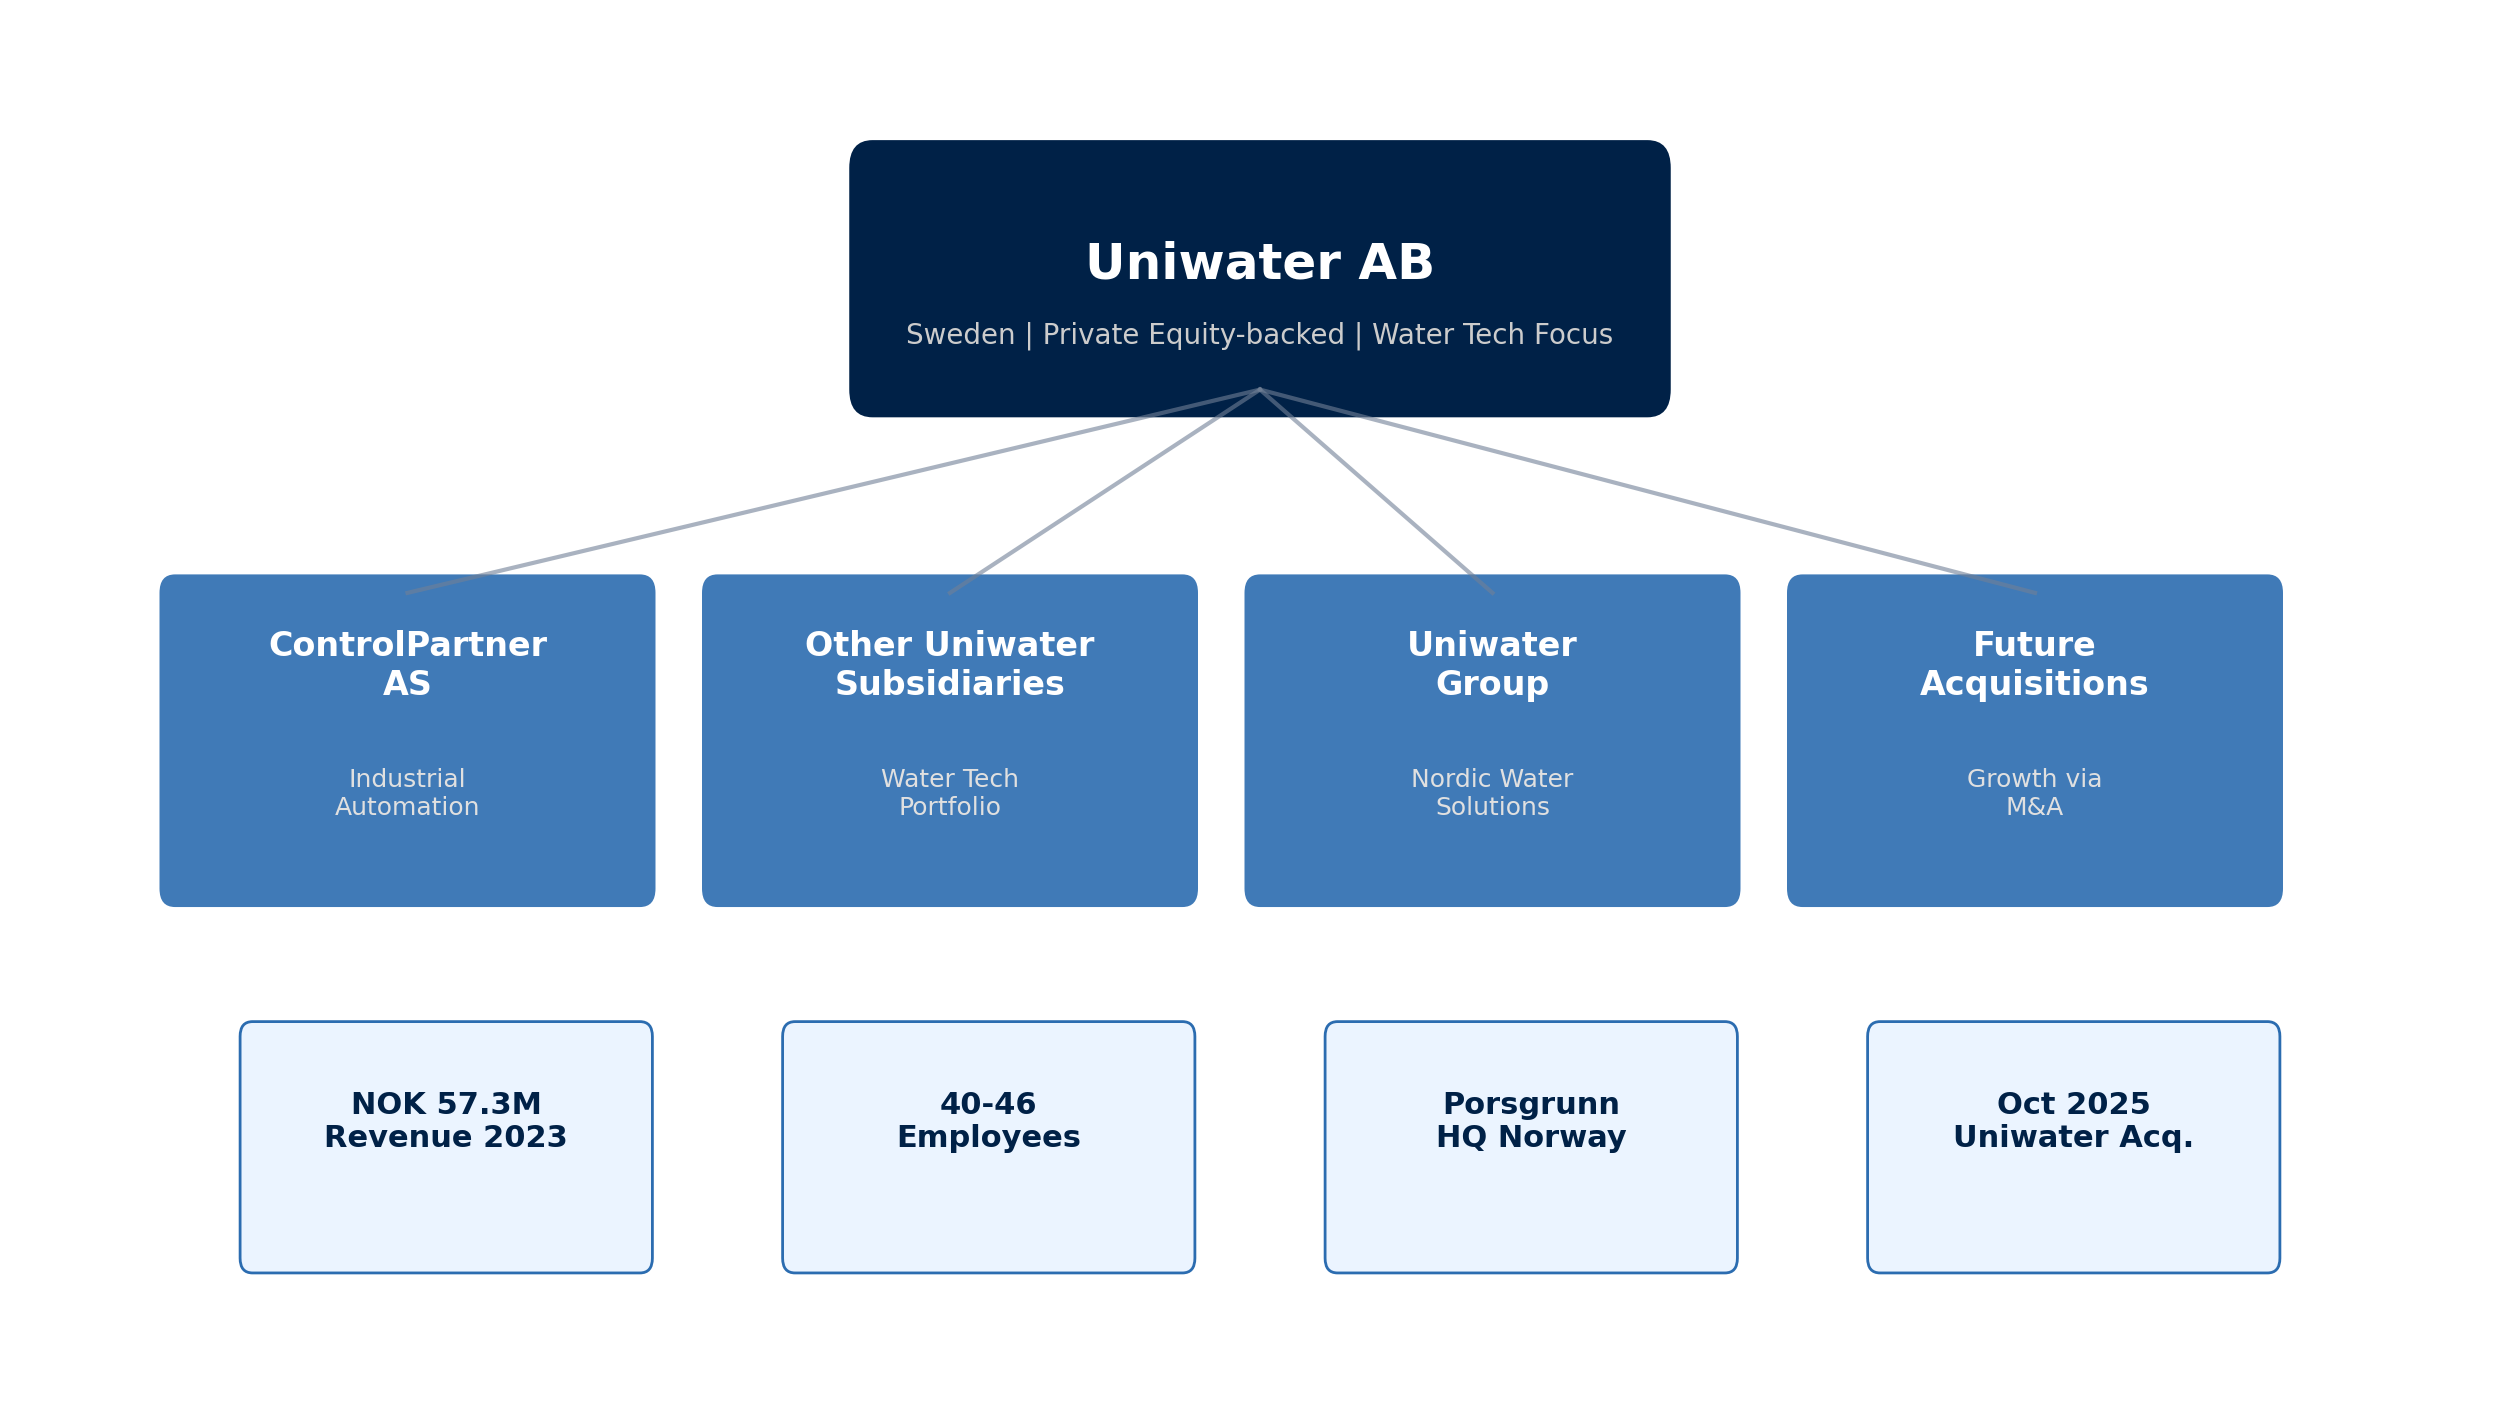 Uniwater AB
Sweden | Private Equity-backed | Water Tech Focus
ControlPartner
AS
Industrial
Automation
Other Uniwater
Subsidiaries
Water Tech
Portfolio
Uniwater
Group
Nordic Water
Solutions
Future
Acquisitions
Growth via
M&A
NOK 57.3M
Revenue 2023
40-46
Employees
Porsgrunn
HQ Norway
Oct 2025
Uniwater Acq.